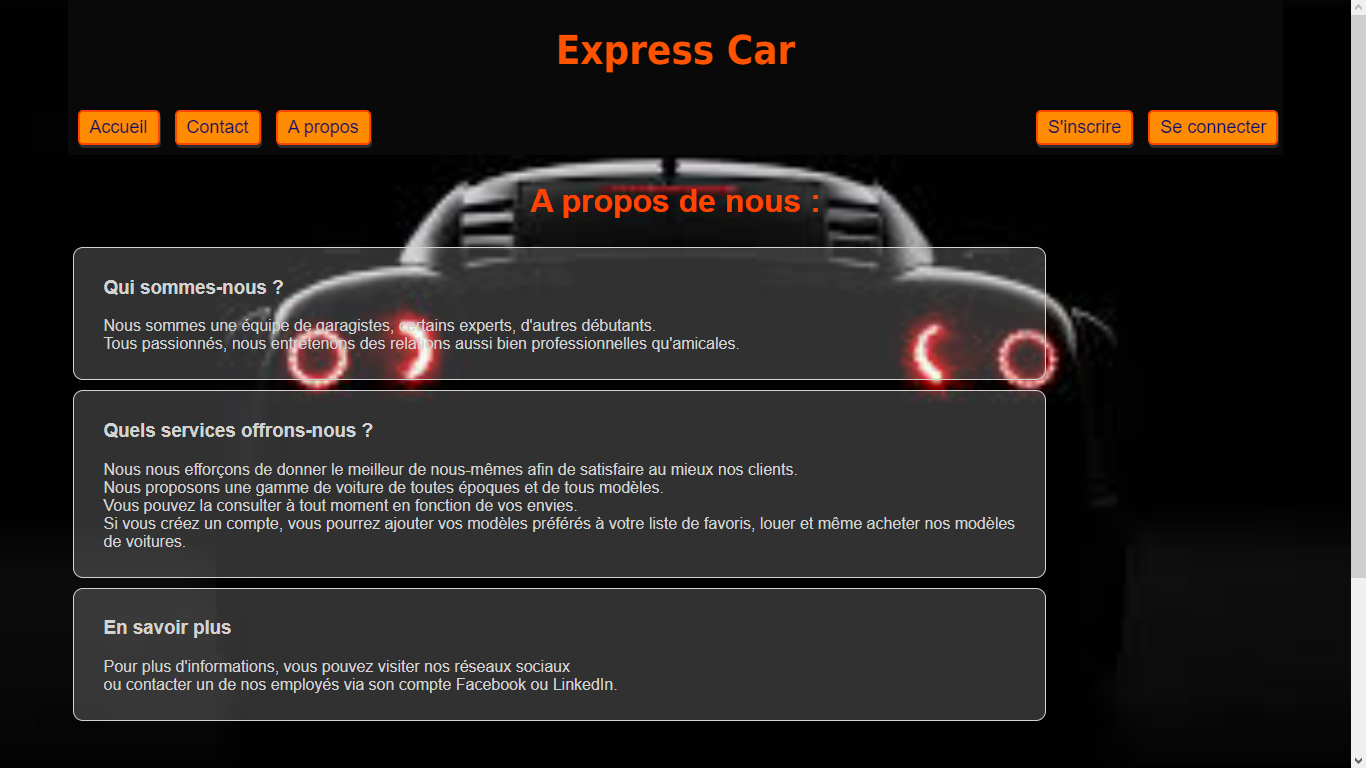 Express Car
Accueil
Contact
A propos
S'inscrire
Se connecter
A propos de nous :
Qui sommes-nous ?
Nous sommes une équipe de garagistes, certains experts, d'autres débutants.
Tous passionnés, nous entretenons des relations aussi bien professionnelles qu'amicales.
Quels services offrons-nous ?
Nous nous efforçons de donner le meilleur de nous-mêmes afin de satisfaire au mieux nos clients.
Nous proposons une gamme de voiture de toutes époques et de tous modèles.
Vous pouvez la consulter à tout moment en fonction de vos envies.
Si vous créez un compte, vous pourrez ajouter vos modèles préférés à votre liste de favoris, louer et même acheter nos modèles
de voitures.
En savoir plus
Pour plus d'informations, vous pouvez visiter nos réseaux sociaux
ou contacter un de nos employés via son compte Facebook ou LinkedIn.